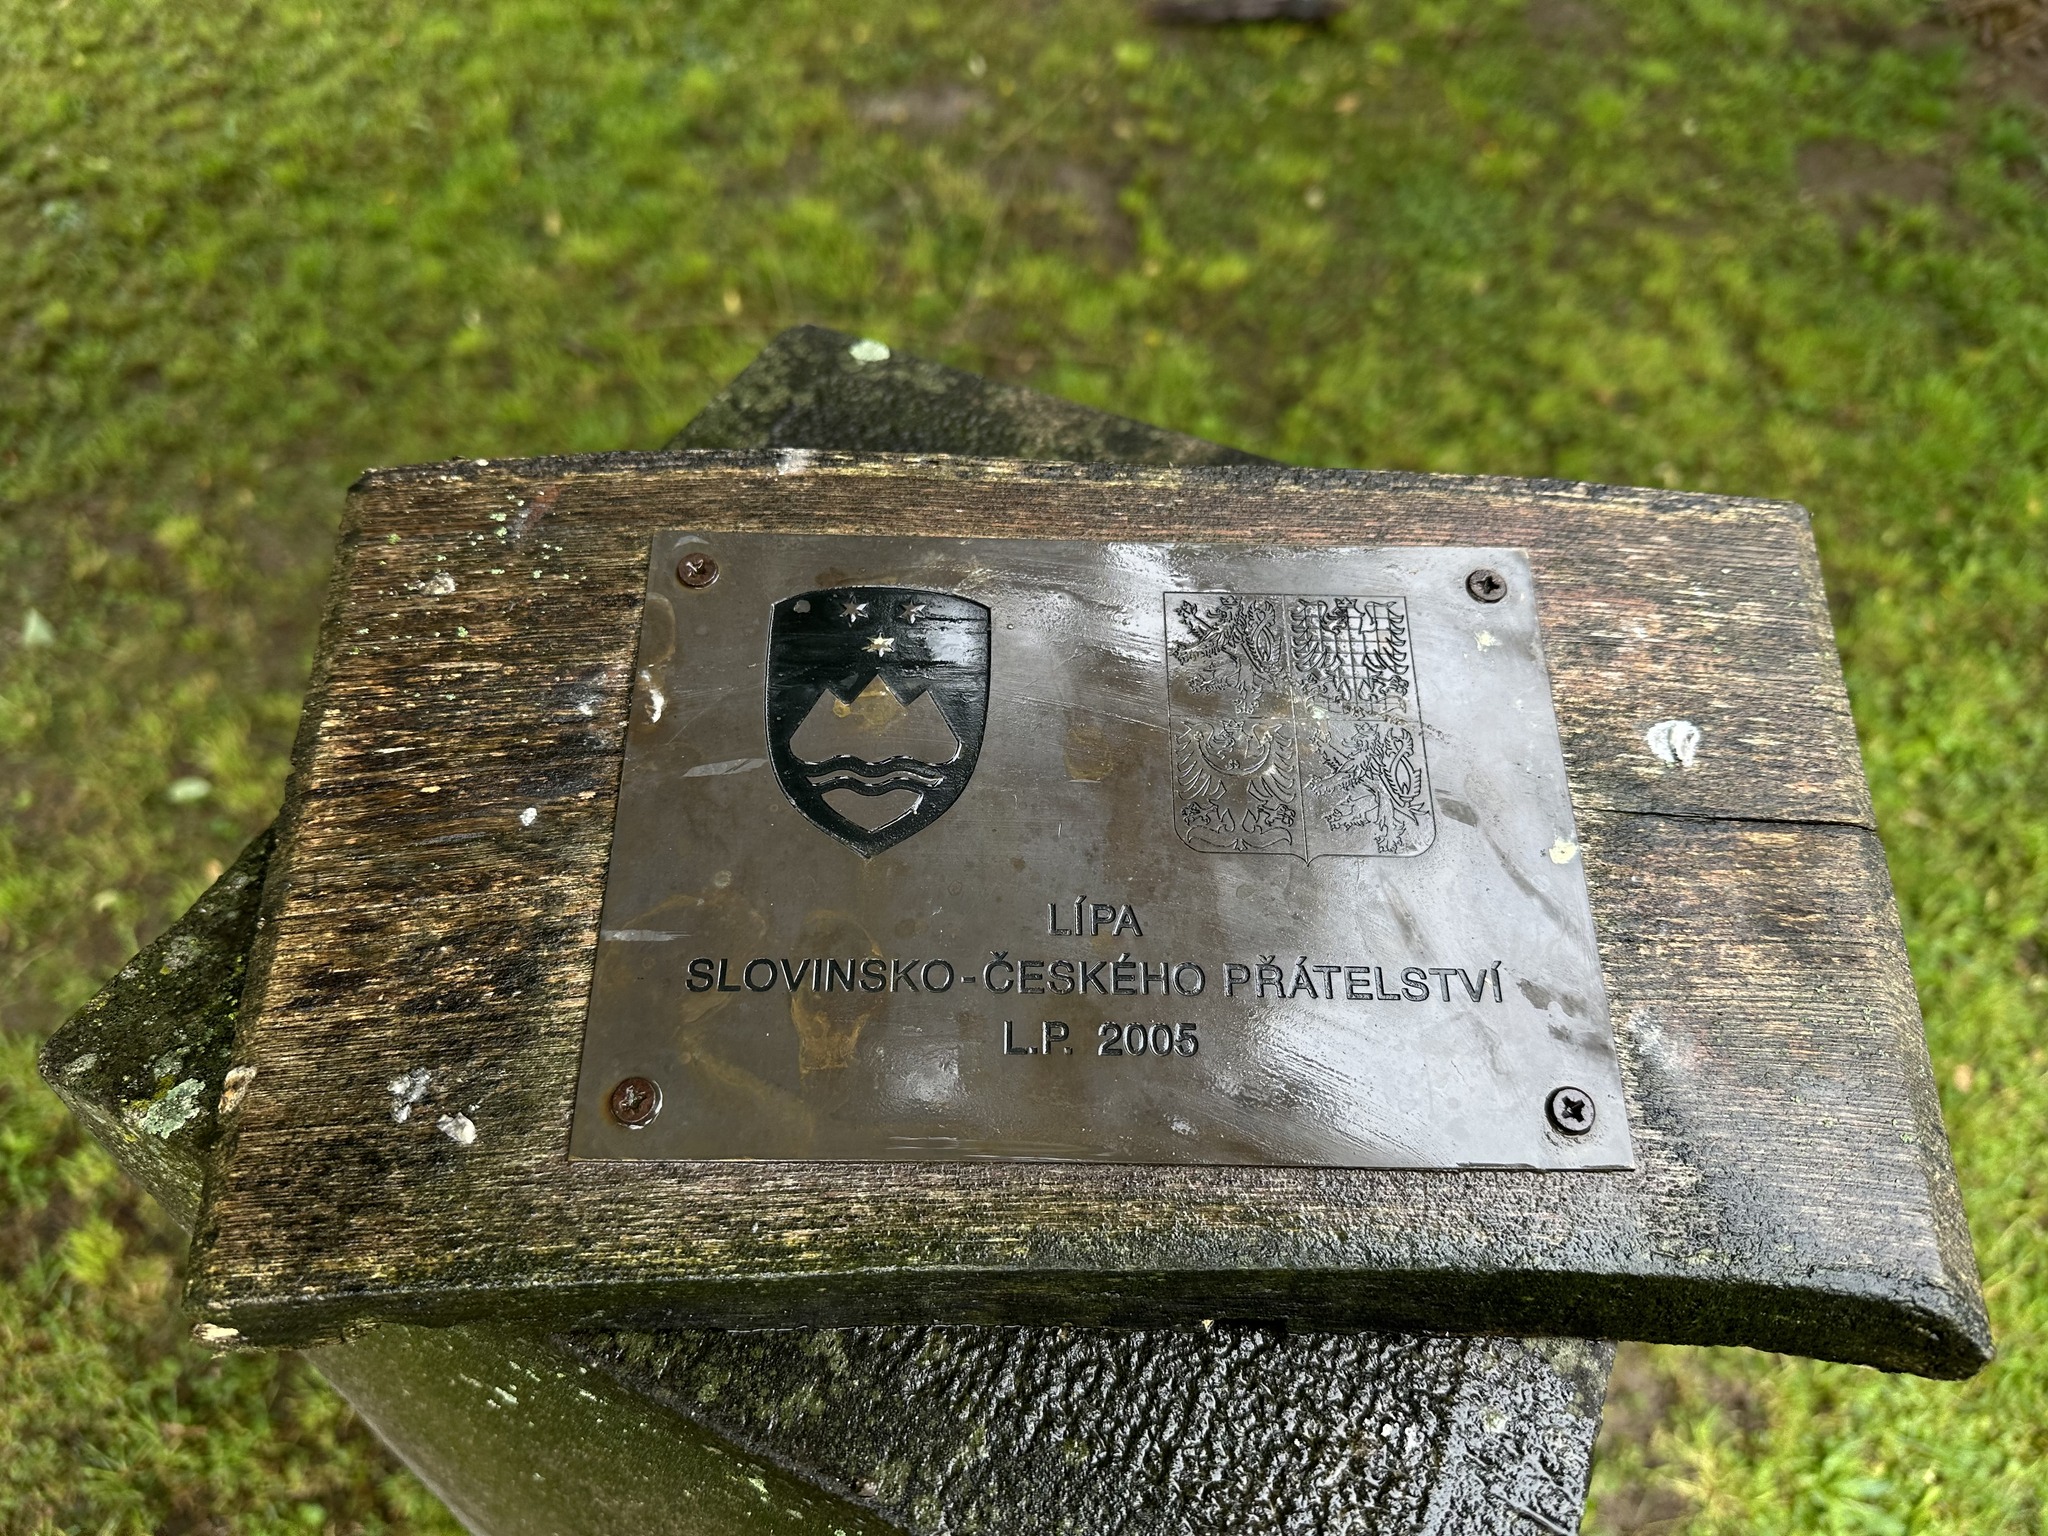 LÍPA
SLOVINSKO-ČESKÉHO PŘÁTELSTVÍ
L.P. 2005